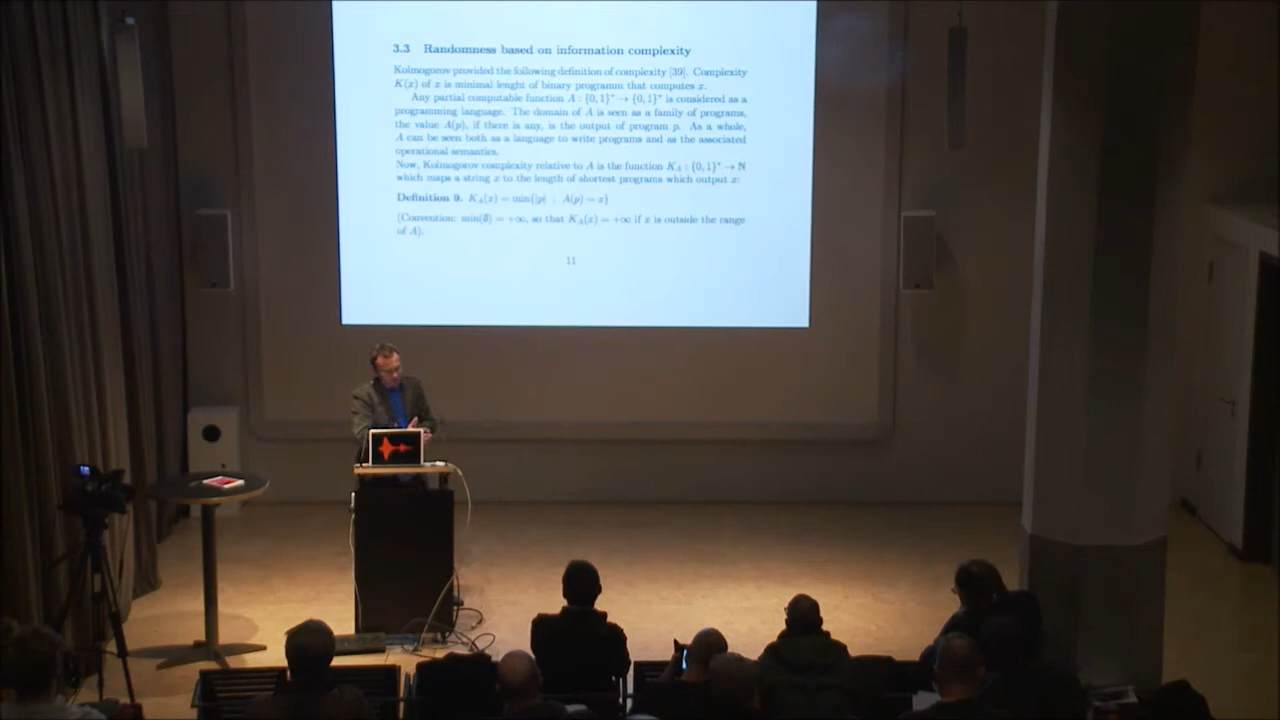 3.3 Randomness based on information complexity
Kolmogorov provided the following definition of complexity [39]. Complexity
K(x) of x is minimal lenght of binary programm that computes x.
Any partial computable function A : {0,1}* → {0,1}* is considered as a
programming language. The domain of A is seen as a family of programs,
the value A(p), if there is any, is the output of program p. As a whole,
A can be seen both as a language to write programs and as the associated
operational semantics.
Now, Kolmogorov complexity relative to A is the function K_A : {0,1}* → ℕ
which maps a string x to the length of shortest programs which output x:
Definition 9. K_A(x) = min{|p| : A(p) = x}
(Convention: min(∅) = +∞, so that K_A(x) = +∞ if x is outside the range
of A).
11